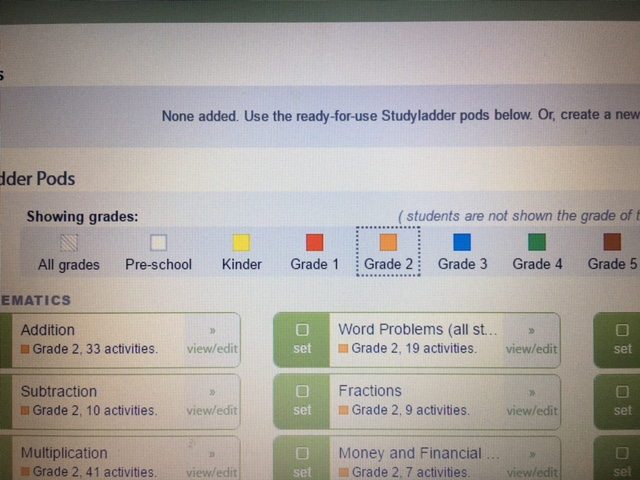 s
None added. Use the ready-for-use Studyladder pods below. Or, create a new
dder Pods
Showing grades:
( students are not shown the grade of t
All grades Pre-school Kinder Grade 1 Grade 2 Grade 3 Grade 4 Grade 5
EMATICS
Addition » Word Problems (all st... »
Grade 2, 33 activities. view/edit set Grade 2, 19 activities. view/edit set
Subtraction » Fractions »
Grade 2, 10 activities. view/edit set Grade 2, 9 activities. view/edit set
Multiplication » Money and Financial ... »
Grade 2, 41 activities. view/edit set Grade 2, 7 activities. view/edit set